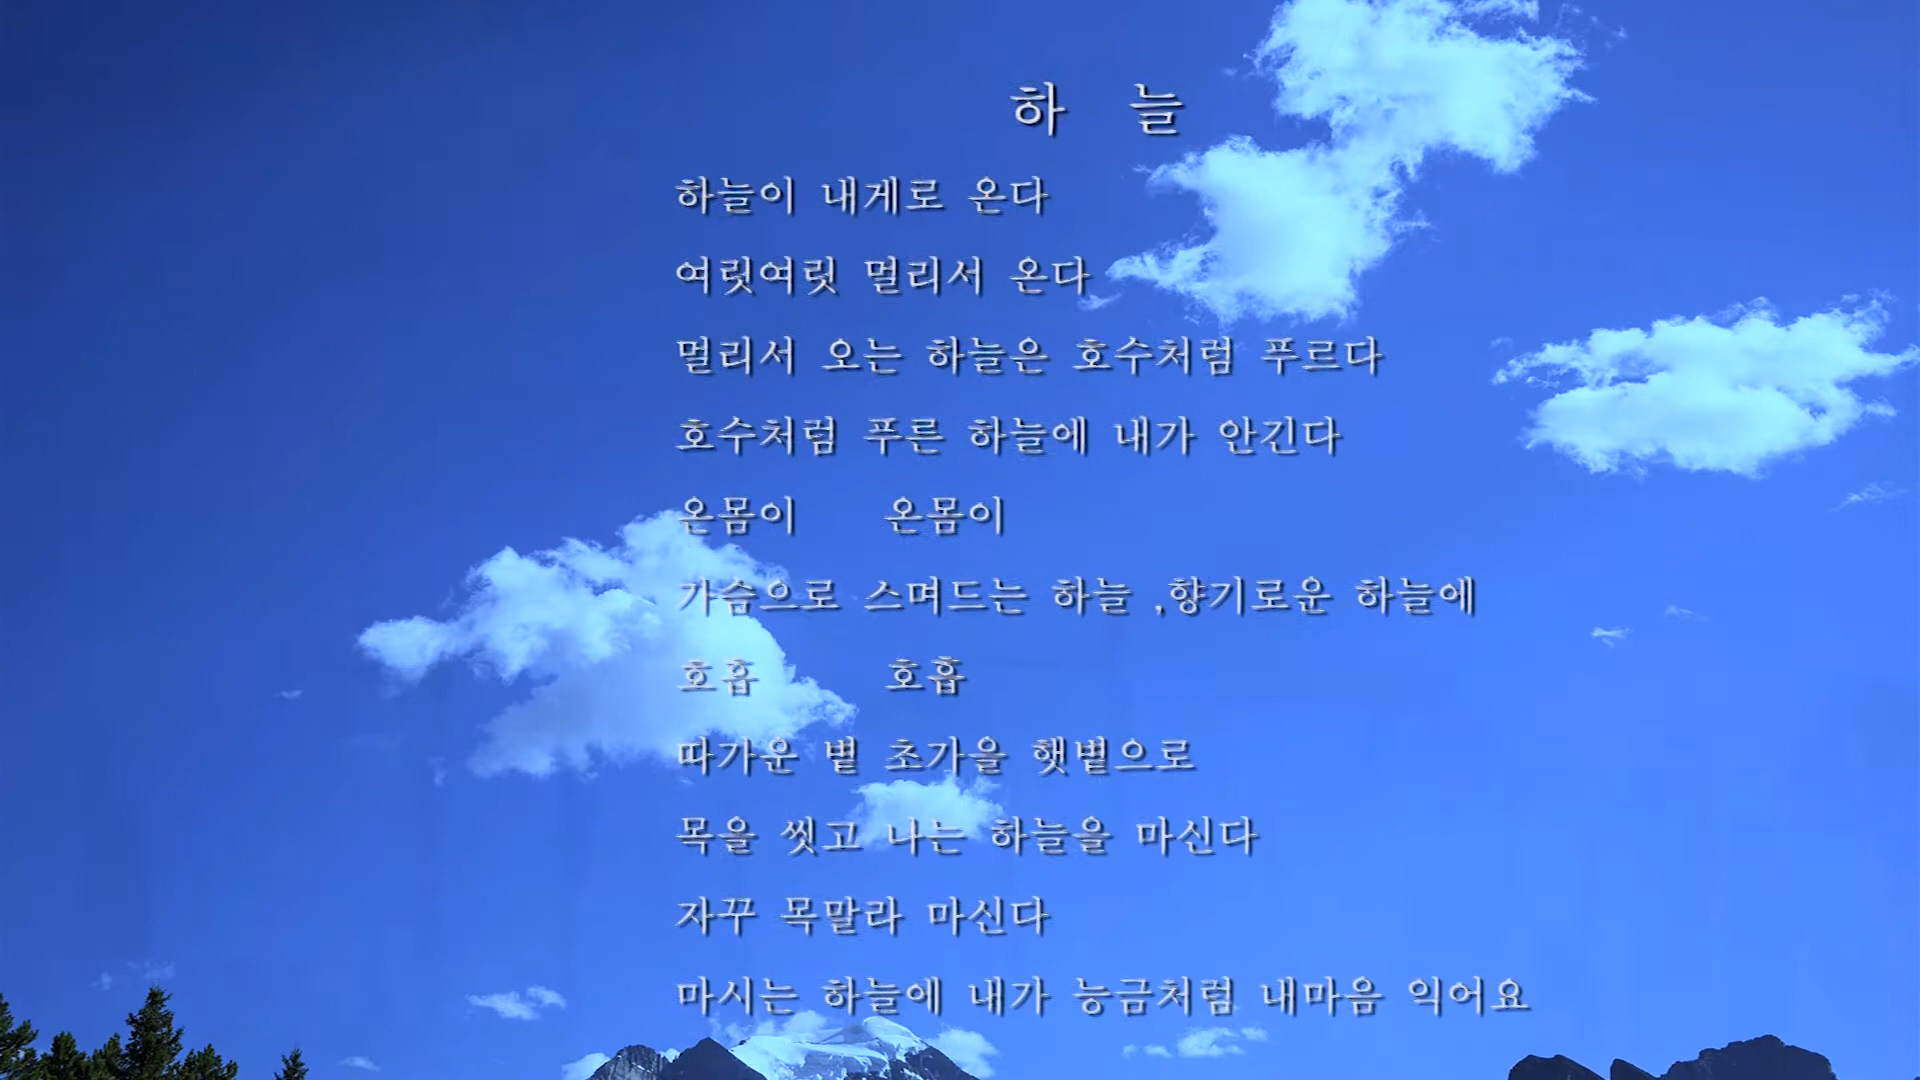 하 늘
하늘이 내게로 온다
여릿여릿 멀리서 온다
멀리서 오는 하늘은 호수처럼 푸르다
호수처럼 푸른 하늘에 내가 안긴다
온몸이 온몸이
가슴으로 스며드는 하늘 ,향기로운 하늘에
호흡 호흡
따가운 볕 초가을 햇볕으로
목을 씻고 나는 하늘을 마신다
자꾸 목말라 마신다
마시는 하늘에 내가 능금처럼 내마음 익어요